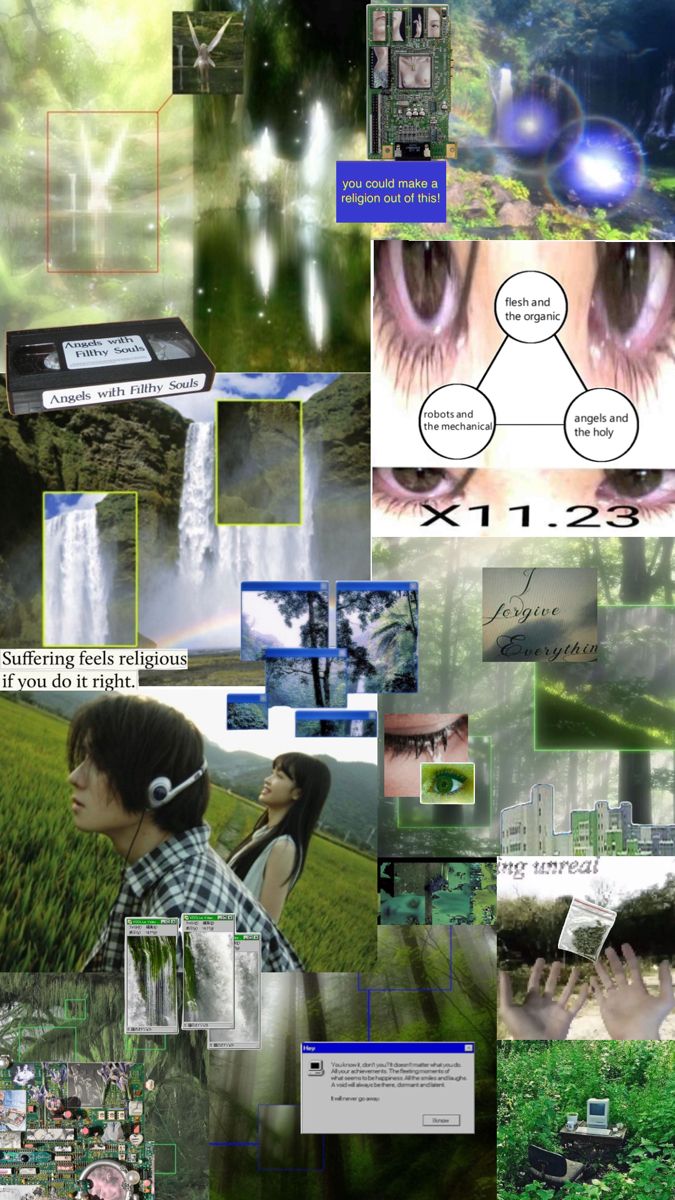 you could make a
religion out of this!
Angels with
Filthy Souls
Angels with Filthy Souls
flesh and
the organic
robots and
the mechanical
angels and
the holy
X11.23
I
forgive
Everythin
Suffering feels religious
if you do it right.
ing unreal
Hey
You know it, don't you? It doesn't matter what you do.
All your achievements. The fleeting moments of
what seems to be happiness. All the smiles and laughs.
A void will always be there, dormant and latent.
It will never go away.
I know